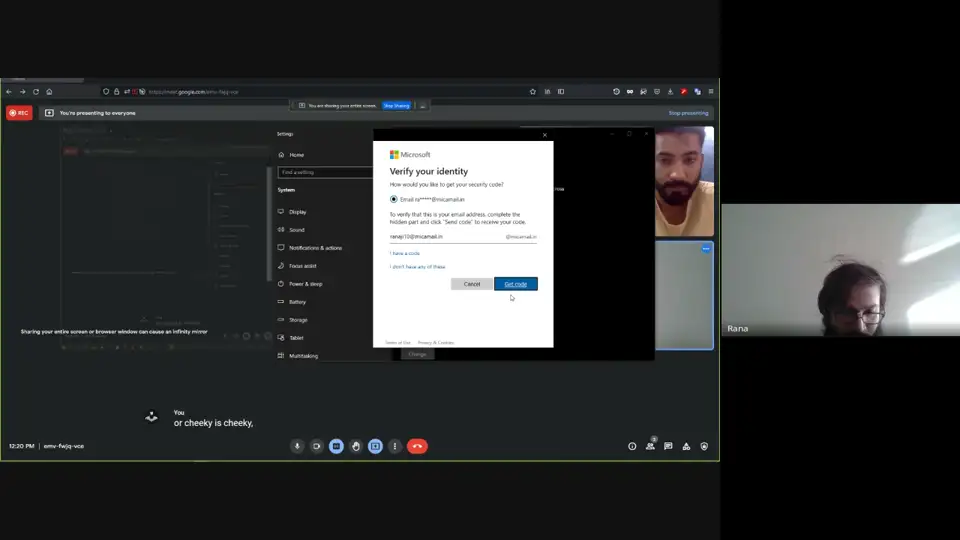 You are sharing your entire screen.
Stop Sharing
REC
You're presenting to everyone
Stop presenting
Settings
Home
Find a setting
System
Display
Sound
Notifications & actions
Focus assist
Power & sleep
Battery
Storage
Tablet
Multitasking
Microsoft
Verify your identity
How would you like to get your security code?
Email ra*****@micamail.in
To verify that this is your email address, complete the
hidden part and click "Send code" to receive your code.
@micamail.in
I have a code
I don't have any of these
Cancel
Get code
Terms of Use
Privacy & Cookies
Change
Sharing your entire screen or browser window can cause an infinity mirror
Rana
You
or cheeky is cheeky,
12:20 PM